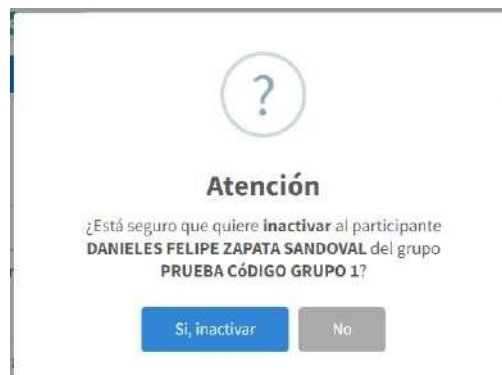 ?
Atención
¿Está seguro que quiere inactivar al participante
DANIELES FELIPE ZAPATA SANDOVAL del grupo
PRUEBA CóDIGO GRUPO 1?
Si, inactivar
No